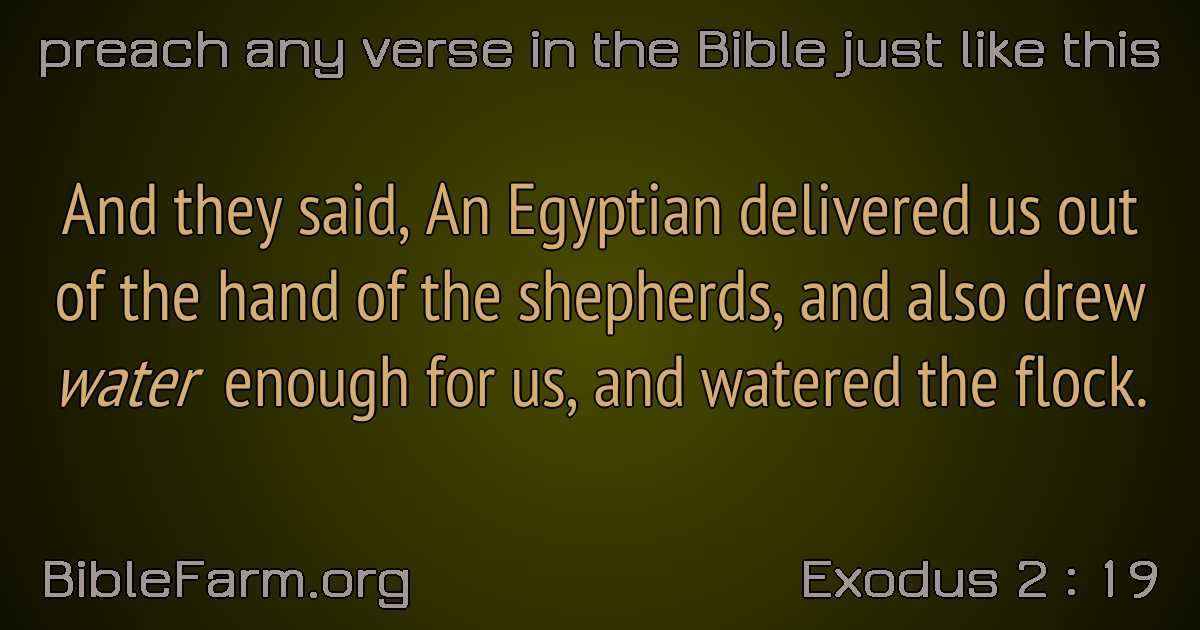 preach any verse in the Bible just like this
And they said, An Egyptian delivered us out
of the hand of the shepherds, and also drew
water enough for us, and watered the flock.
BibleFarm.org
Exodus 2 : 19